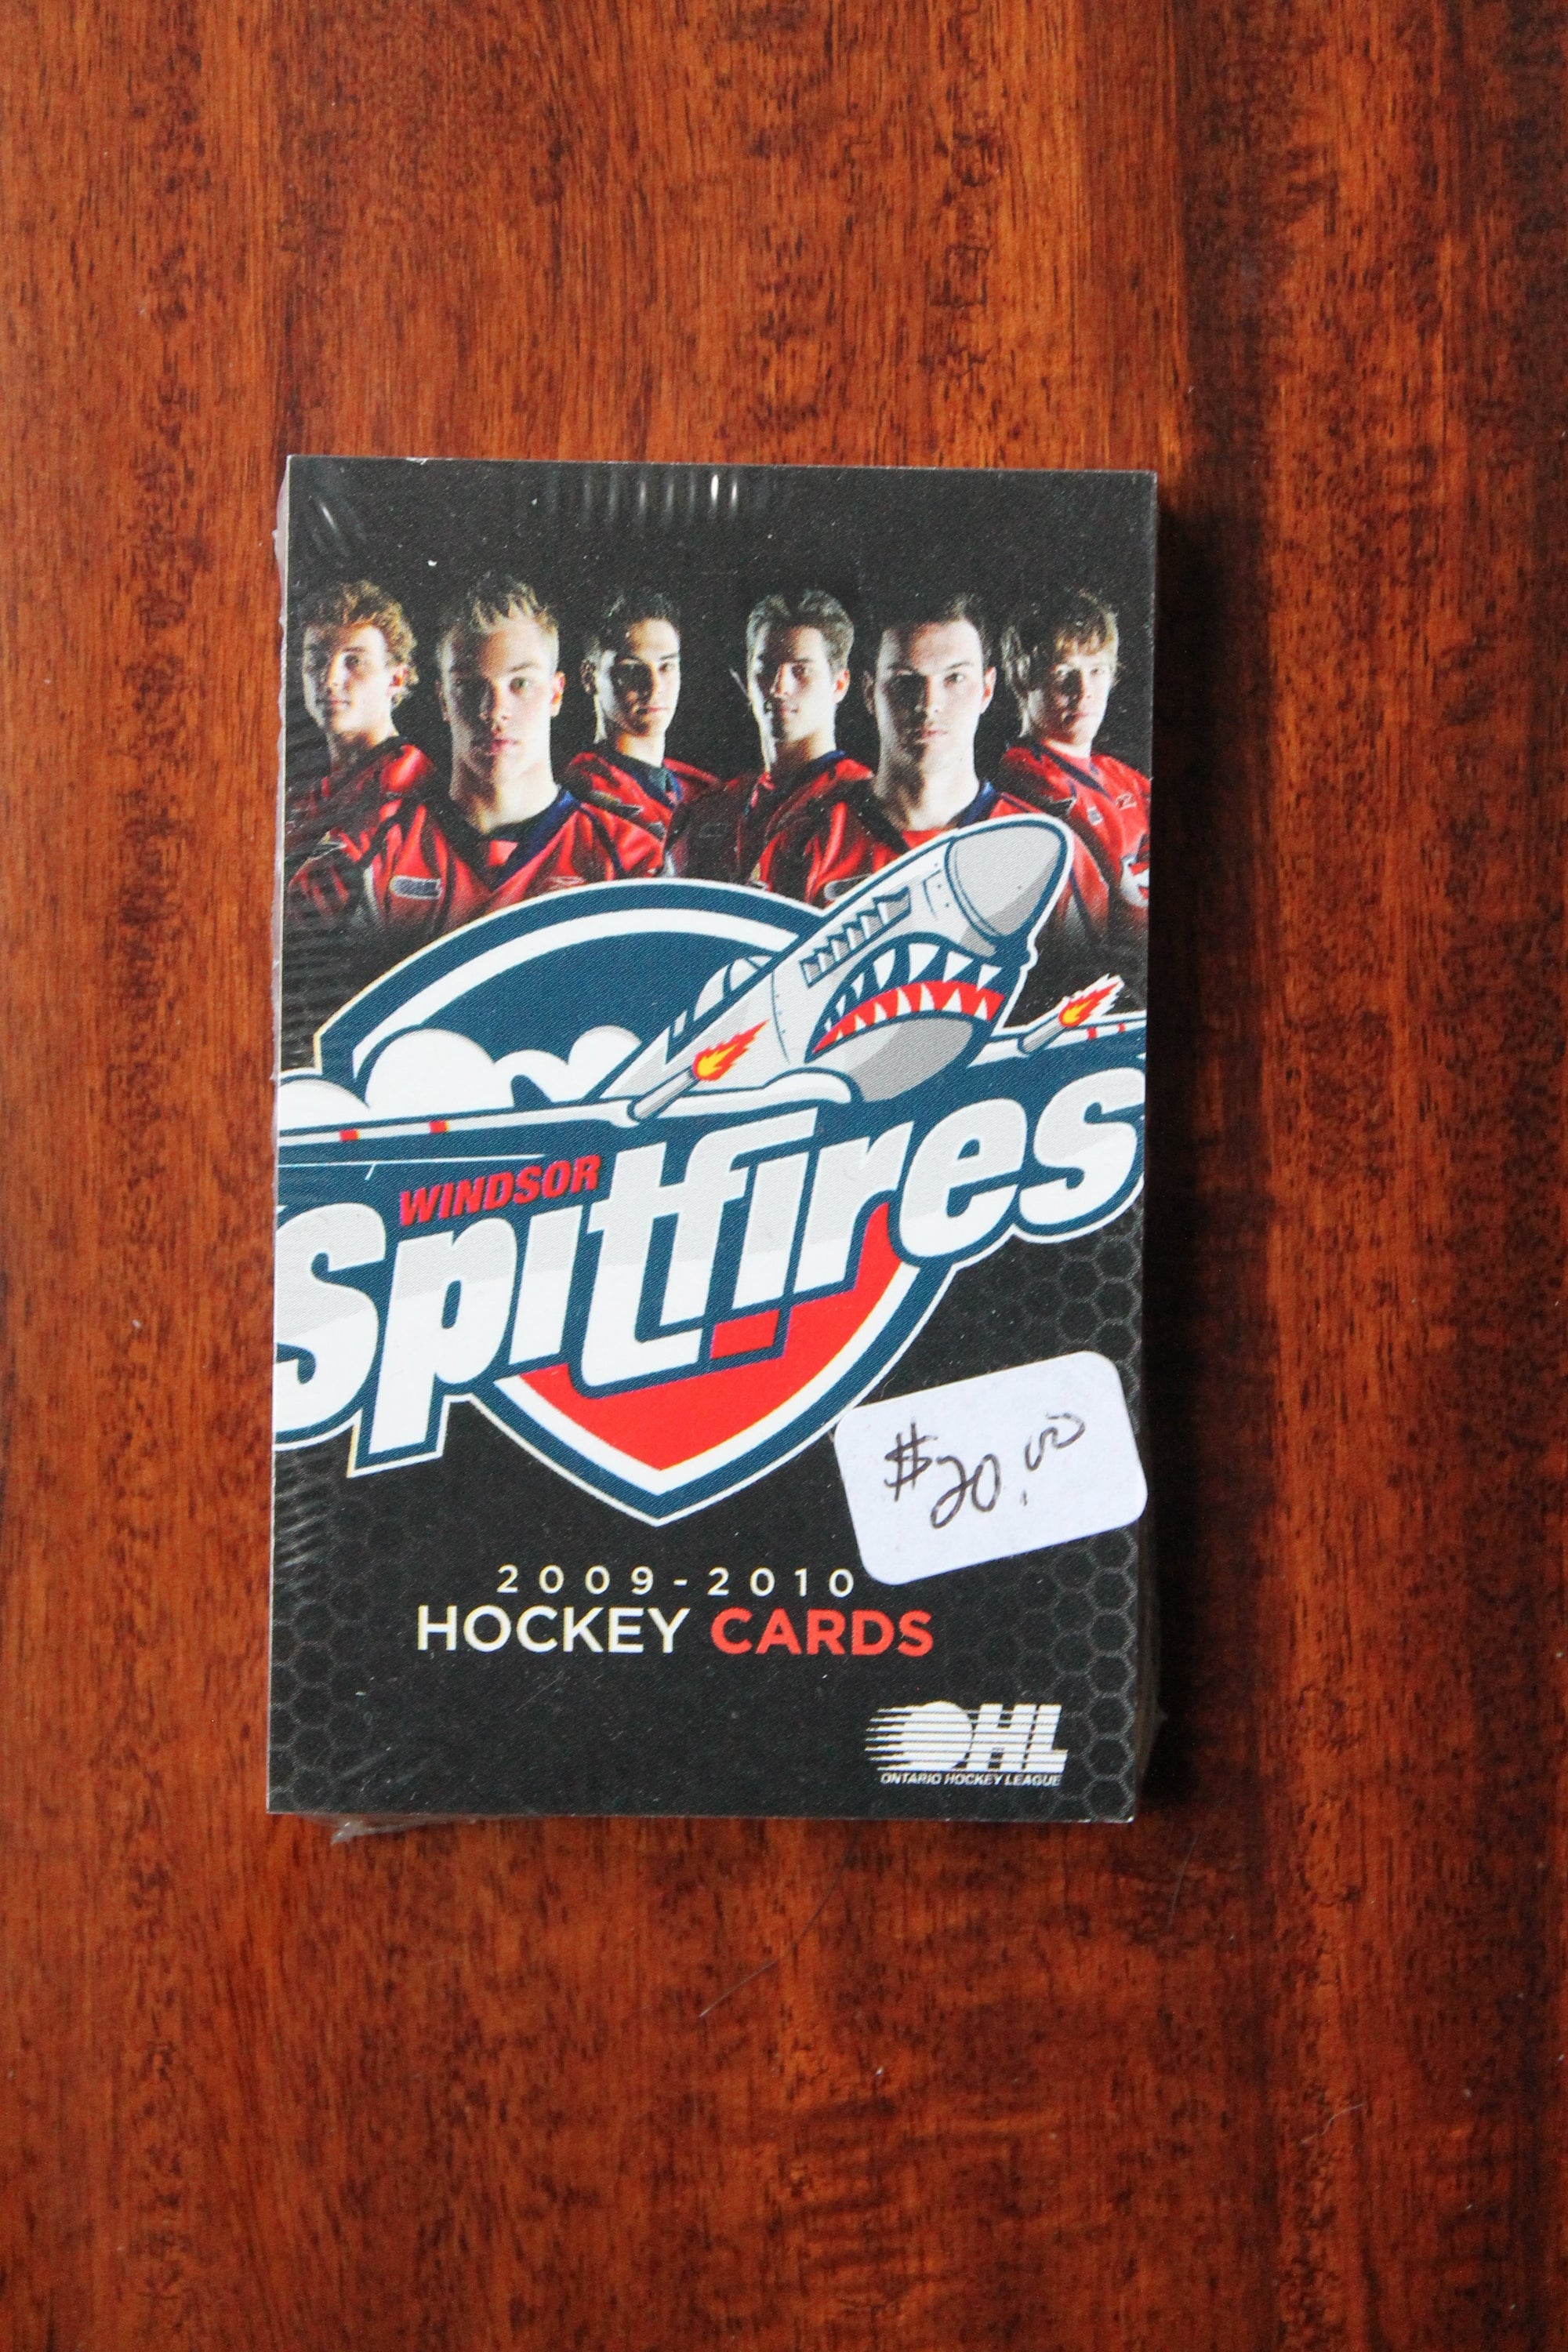 WINDSOR
Spitfires
$20.00
2009-2010
HOCKEY CARDS
OHL
ONTARIO HOCKEY LEAGUE